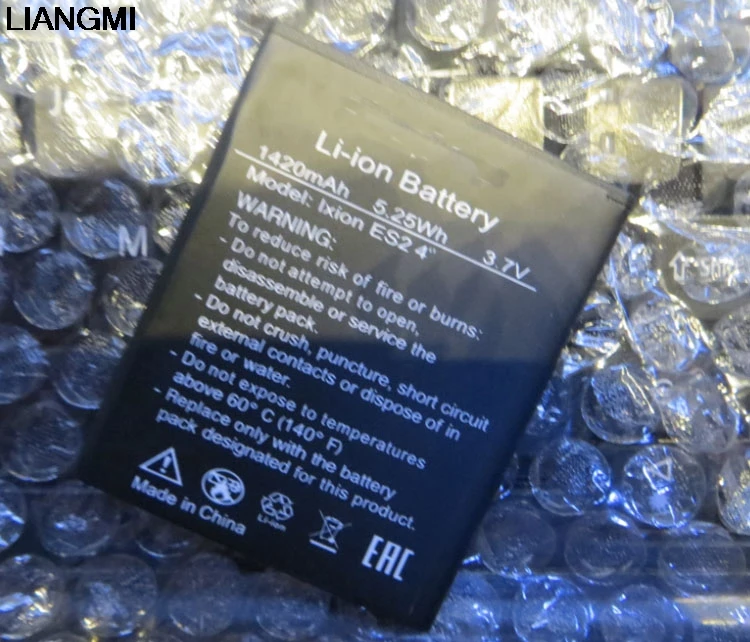 LIANGMI
Li-ion Battery
1420mAh 5.25Wh 3.7V
Model: Ixion ES2 4"
WARNING:
To reduce risk of fire or burns:
- Do not attempt to open,
disassemble or service the
battery pack.
- Do not crush, puncture, short circuit
external contacts or dispose of in
fire or water.
- Do not expose to temperatures
above 60° C (140° F)
- Replace only with the battery
pack designated for this product.
Li-ion
EAC
Made in China
M